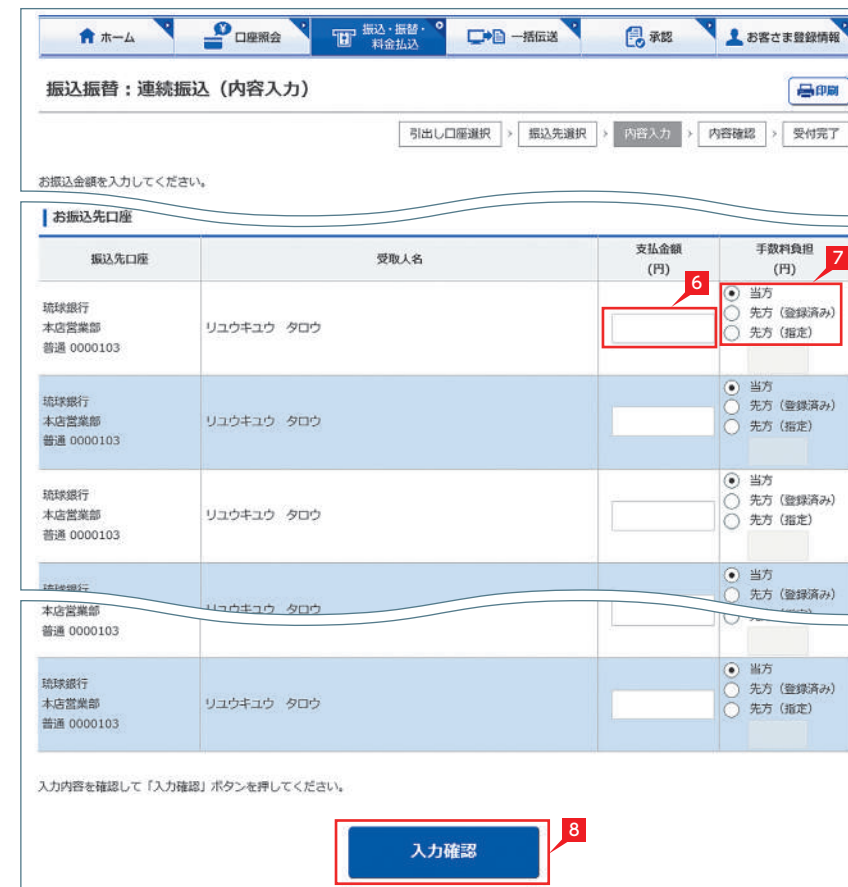 ホーム
口座照会
振込・振替・
料金払込
一括伝送
承認
お客さま登録情報
振込振替：連続振込（内容入力）
印刷
引出し口座選択 › 振込先選択 › 内容入力 › 内容確認 › 受付完了
お振込金額を入力してください。
お振込先口座
振込先口座 受取人名 支払金額 手数料負担
(円) (円)
6
7
琉球銀行
本店営業部
普通 0000103
リユウキユウ　タロウ
当方
先方（登録済み）
先方（指定）
琉球銀行
本店営業部
普通 0000103
リユウキユウ　タロウ
当方
先方（登録済み）
先方（指定）
琉球銀行
本店営業部
普通 0000103
リユウキユウ　タロウ
当方
先方（登録済み）
先方（指定）
琉球銀行
本店営業部
普通 0000103
リユウキユウ　タロウ
当方
先方（登録済み）
琉球銀行
本店営業部
普通 0000103
リユウキユウ　タロウ
当方
先方（登録済み）
先方（指定）
入力内容を確認して「入力確認」ボタンを押してください。
入力確認
8